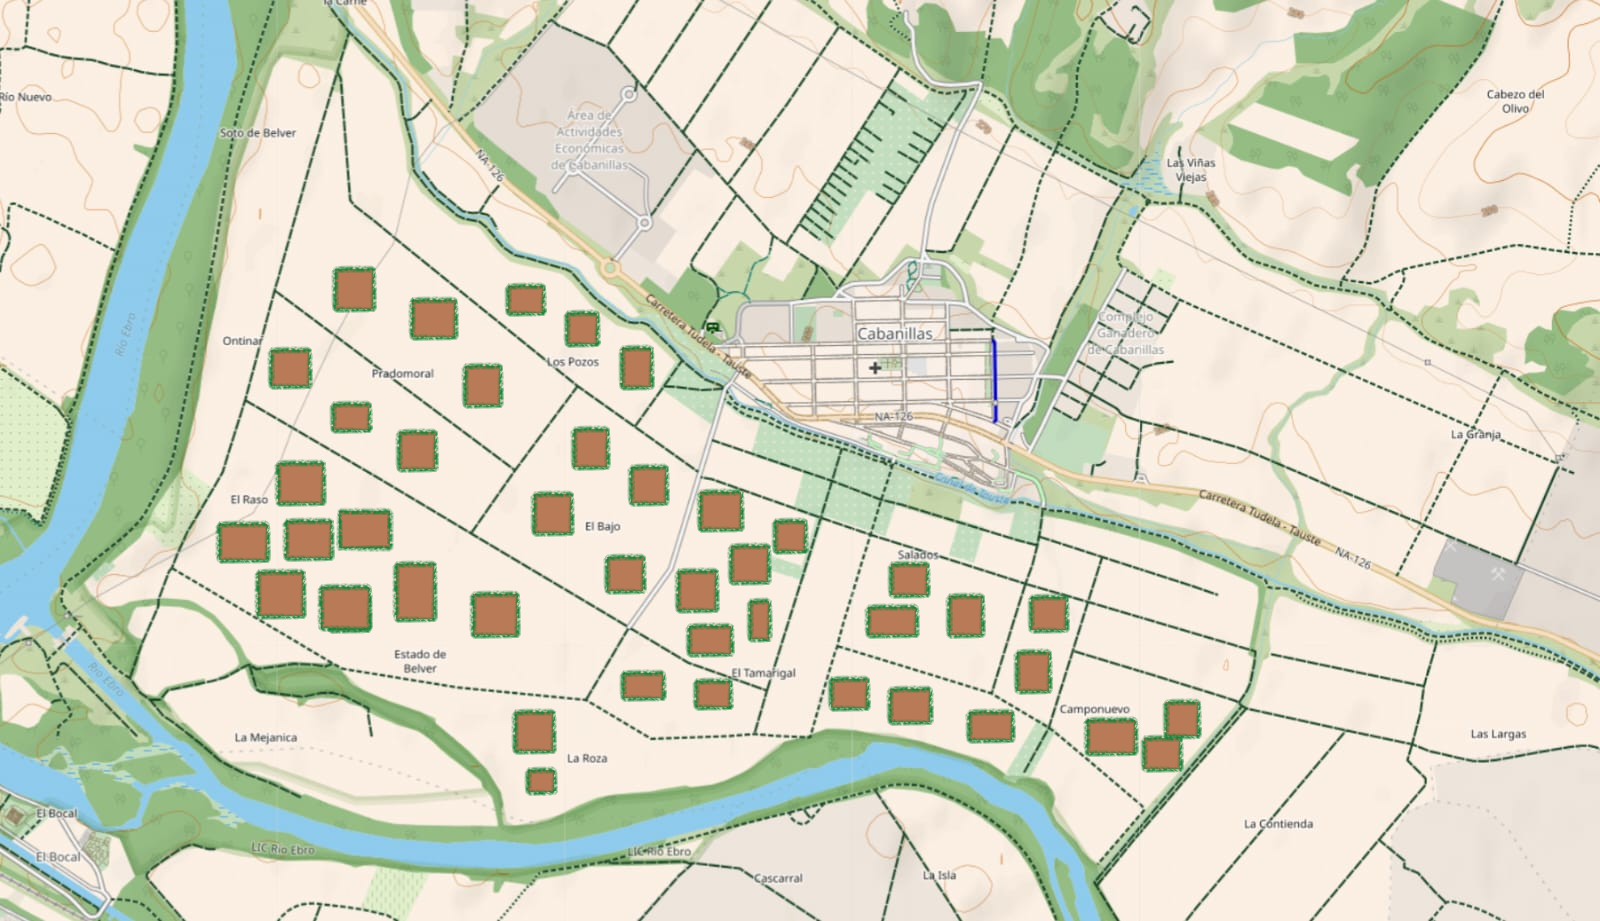 la Carne
Río Nuevo
Soto de Belver
Área de
Actividades
Económicas
de Cabanillas
NA-126
Cabezo del
Olivo
Las Viñas
Viejas
Río Ebro
Ontinar
Pradomoral
Los Pozos
Carretera Tudela - Tauste
Cabanillas
Complejo
Ganadero
de Cabanillas
NA-126
La Granja
El Raso
El Bajo
Canal de Tauste
Carretera Tudela - Tauste
NA-126
Salados
Estado de
Belver
El Tamarigal
Río Ebro
Camponuevo
La Mejanica
La Roza
Las Largas
El Bocal
La Contienda
LIC Río Ebro
LIC Río Ebro
El Bocal
Cascarral
La Isla